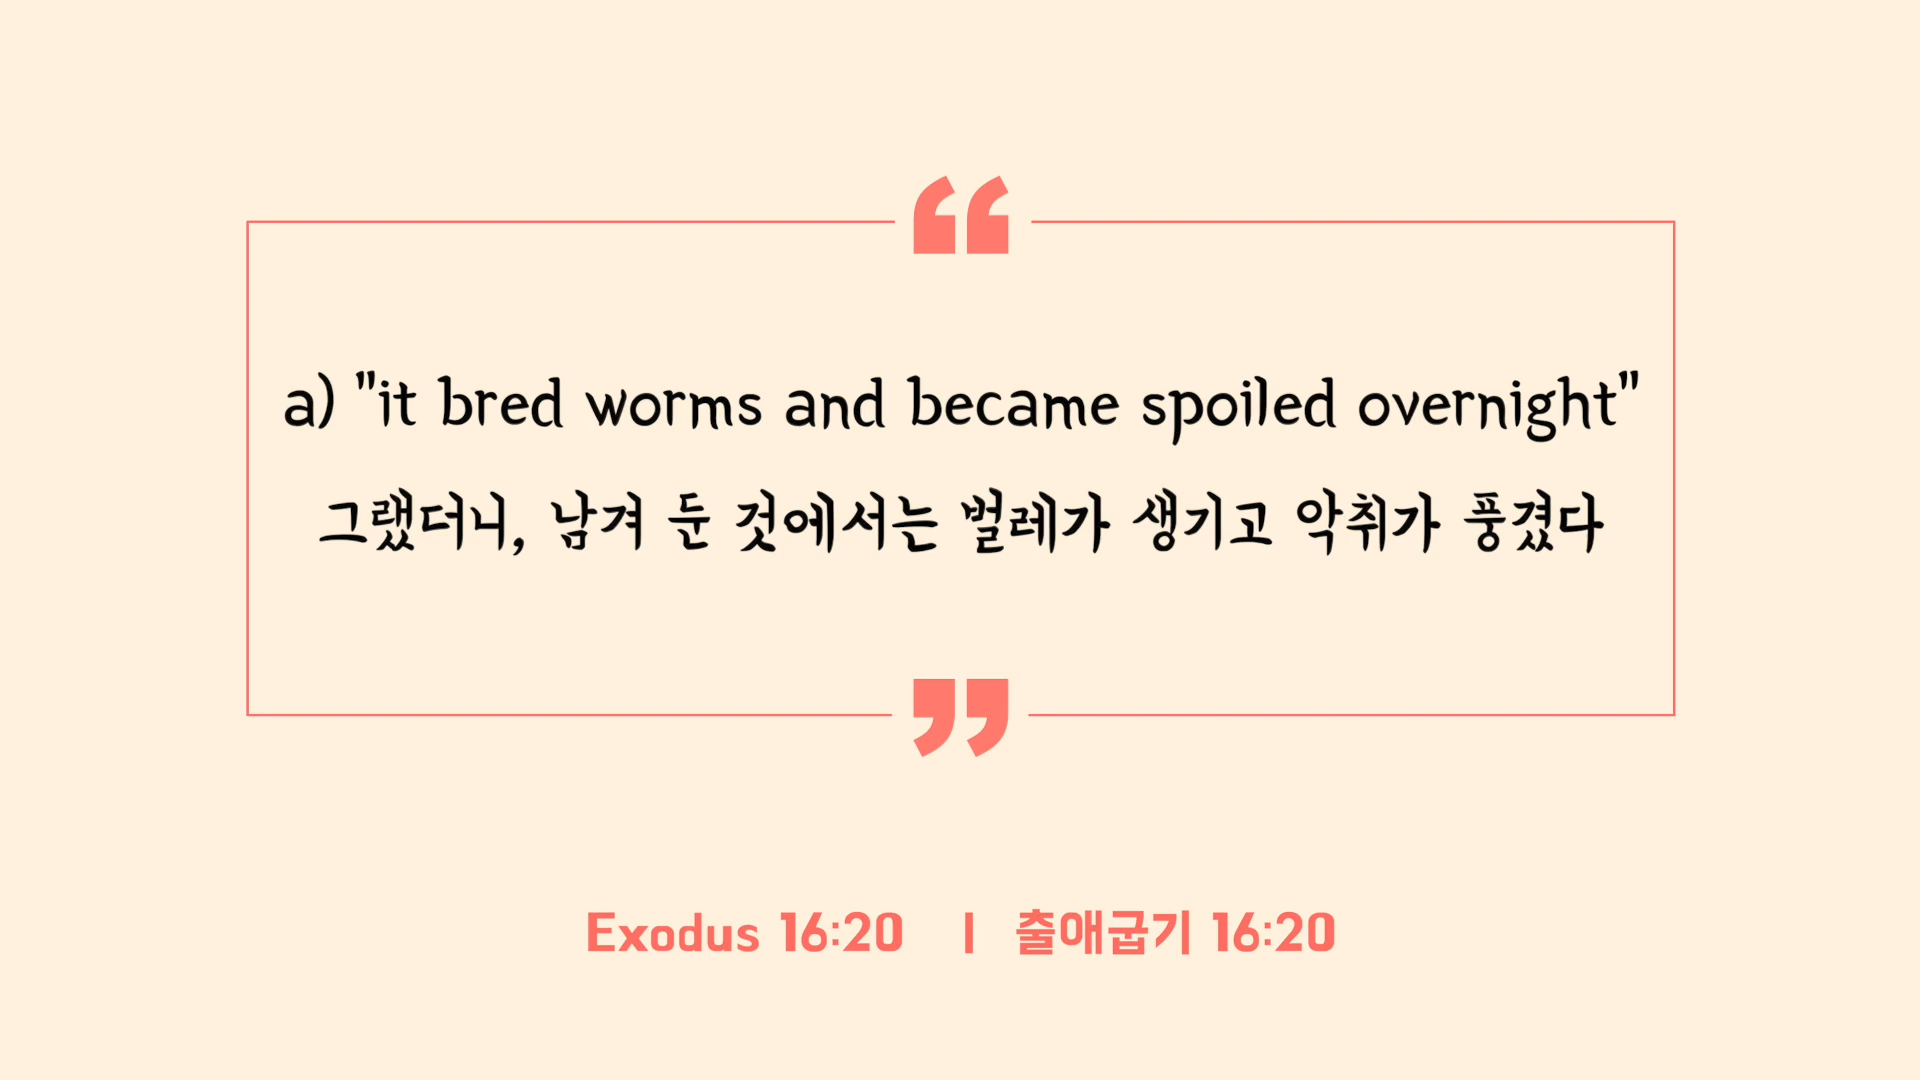 a) "it bred worms and became spoiled overnight"
그랬더니, 남겨 둔 것에서는 벌레가 생기고 악취가 풍겼다
Exodus 16:20 | 출애굽기 16:20